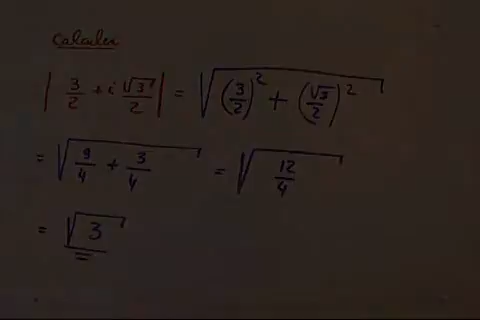 Calculer
| 3/2 + i √3/2 | = √( (3/2)² + (√3/2)² )
= √( 9/4 + 3/4 ) = √( 12/4 )
= √3